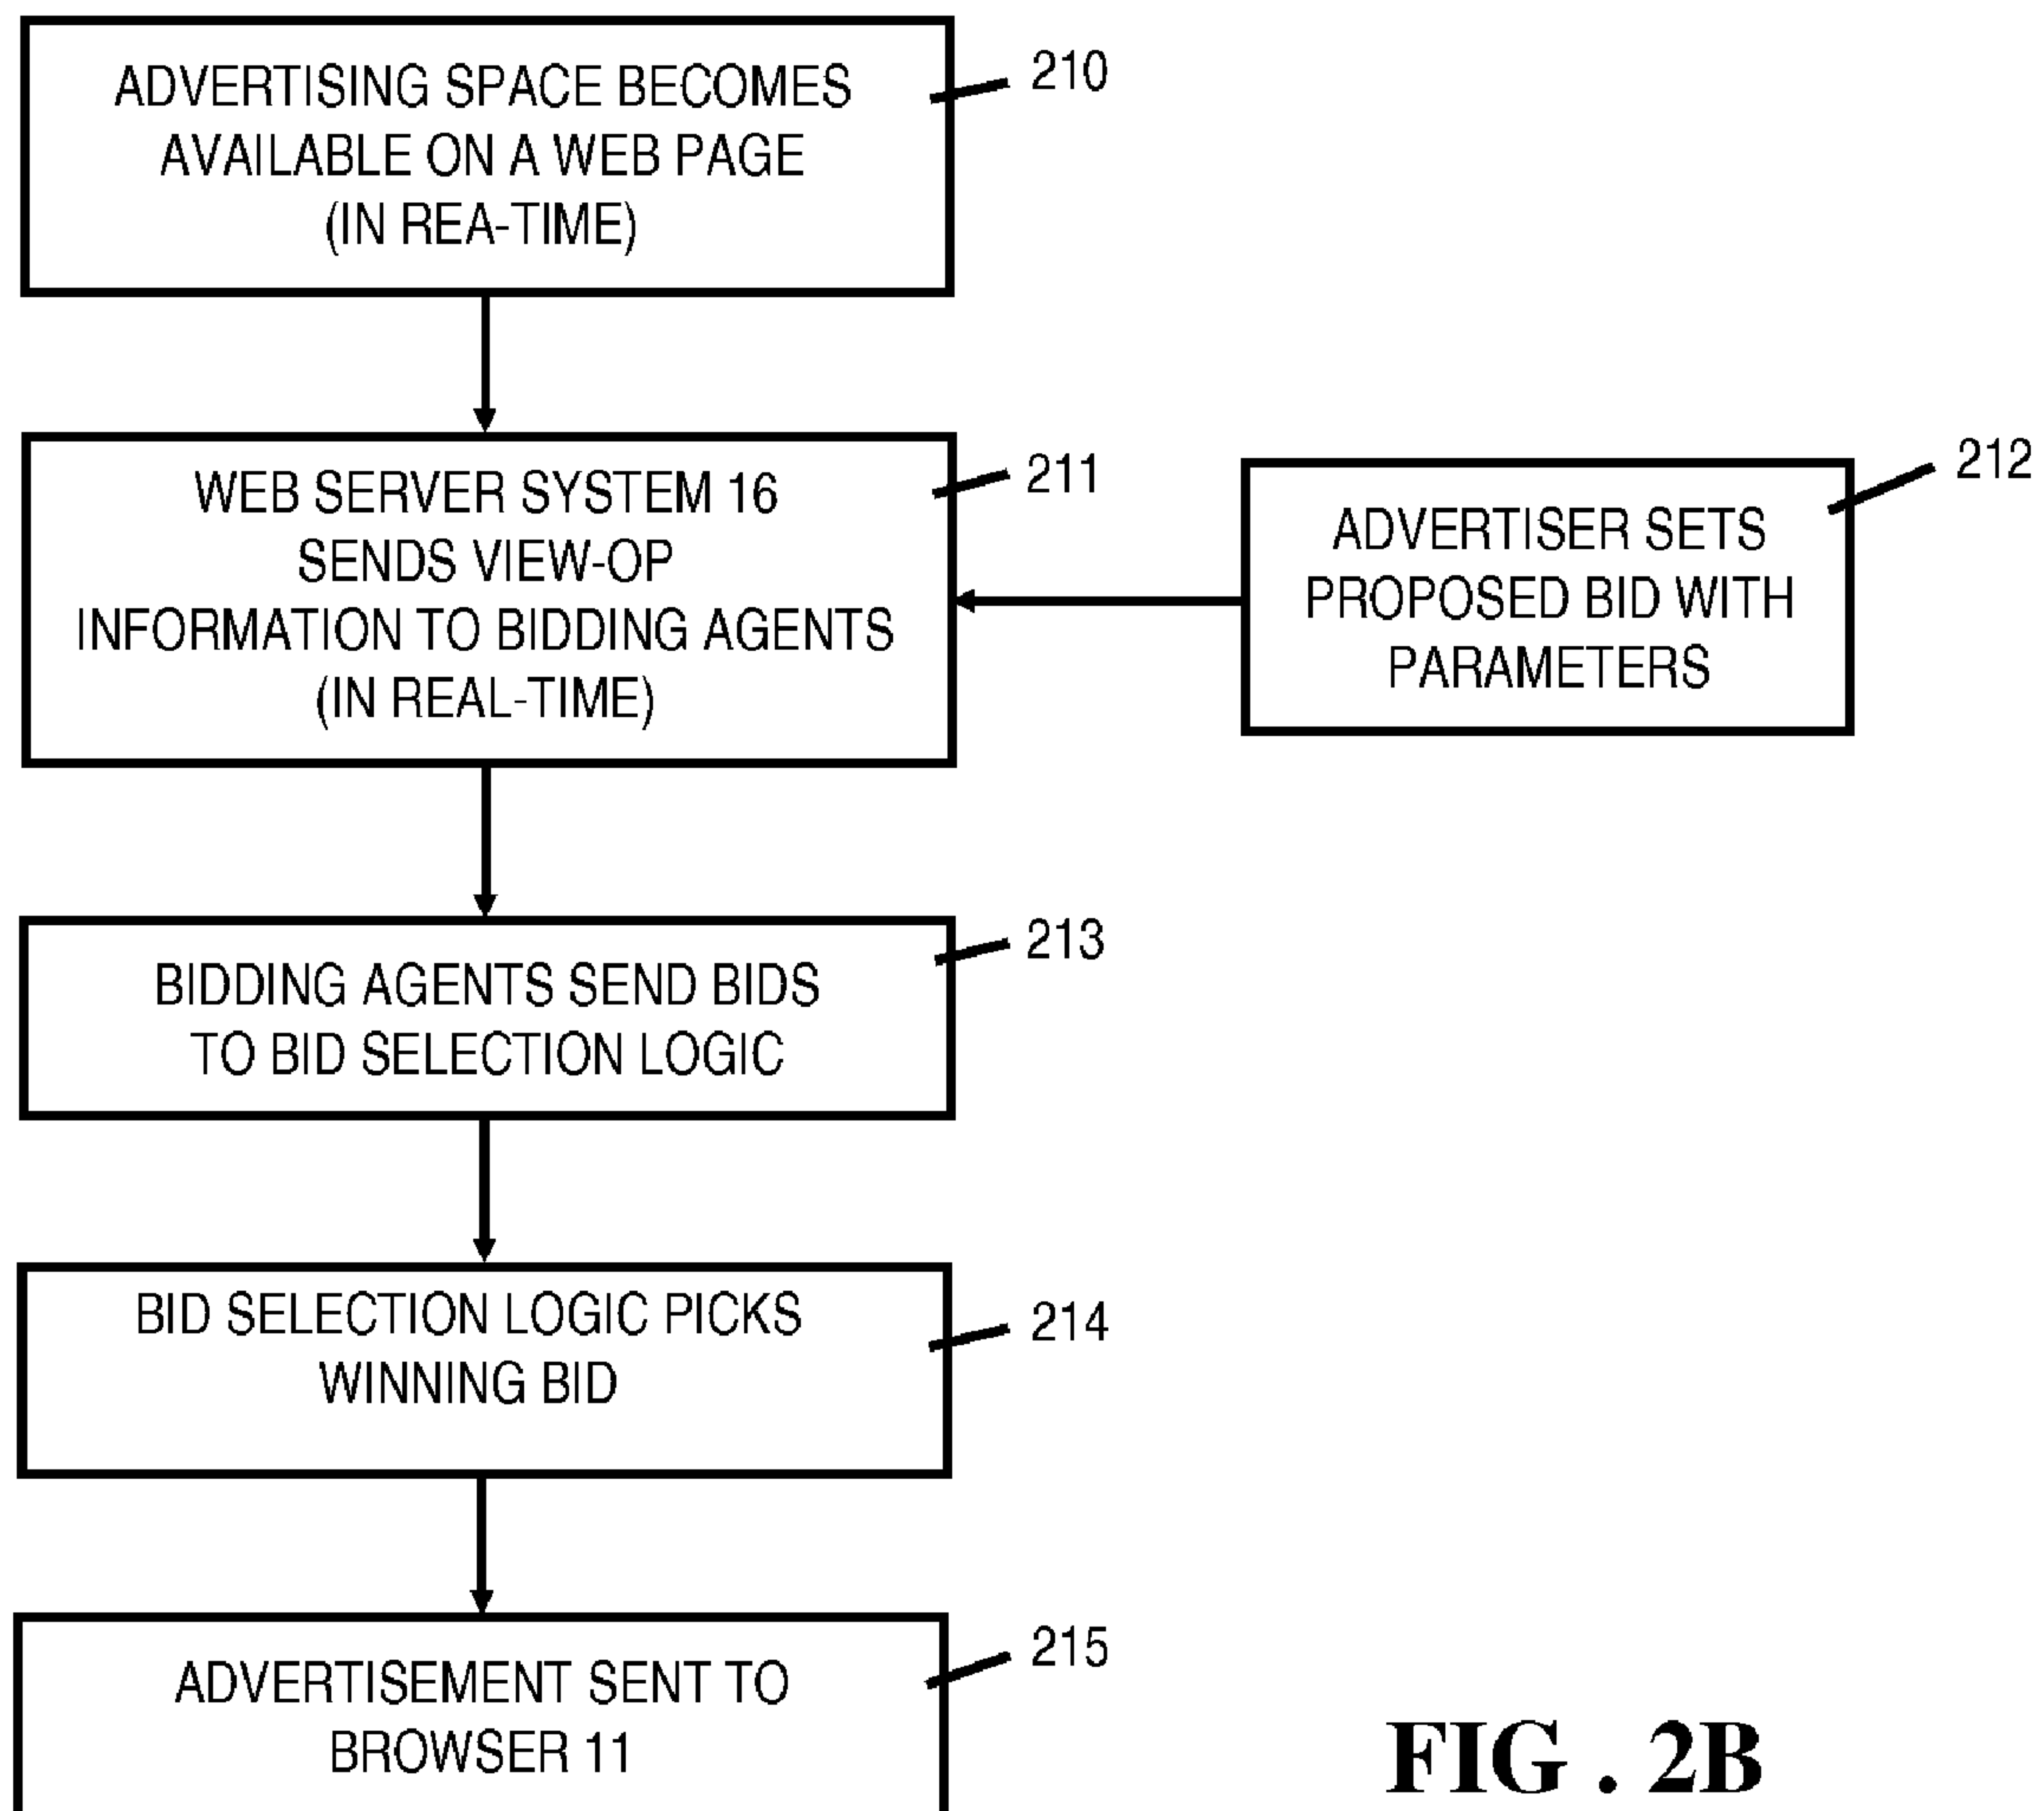 ADVERTISING SPACE BECOMES
AVAILABLE ON A WEB PAGE
(IN REA-TIME)
210
WEB SERVER SYSTEM 16
SENDS VIEW-OP
INFORMATION TO BIDDING AGENTS
(IN REAL-TIME)
211
ADVERTISER SETS
PROPOSED BID WITH
PARAMETERS
212
BIDDING AGENTS SEND BIDS
TO BID SELECTION LOGIC
213
BID SELECTION LOGIC PICKS
WINNING BID
214
ADVERTISEMENT SENT TO
BROWSER 11
215
FIG . 2B